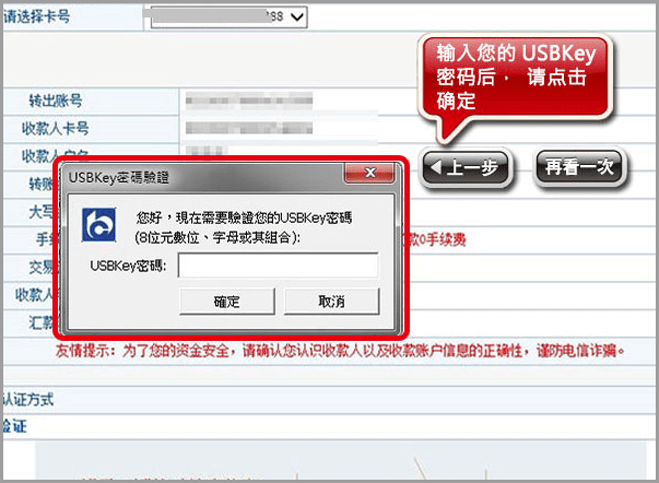 请选择卡号
输入您的 USBKey
密码后， 请点击
确定
转出账号
收款人卡号
收款人户名
上一步
再看一次
USBKey密碼驗證
转账
大写
您好，現在需要驗證您的USBKey密碼
(8位元數位、字母或其組合):
手续
款0手续费
USBKey密碼:
交易
收款人
確定
取消
汇款
友情提示：为了您的资金安全，请确认您认识收款人以及收款账户信息的正确性，谨防电信诈骗。
认证方式
验证